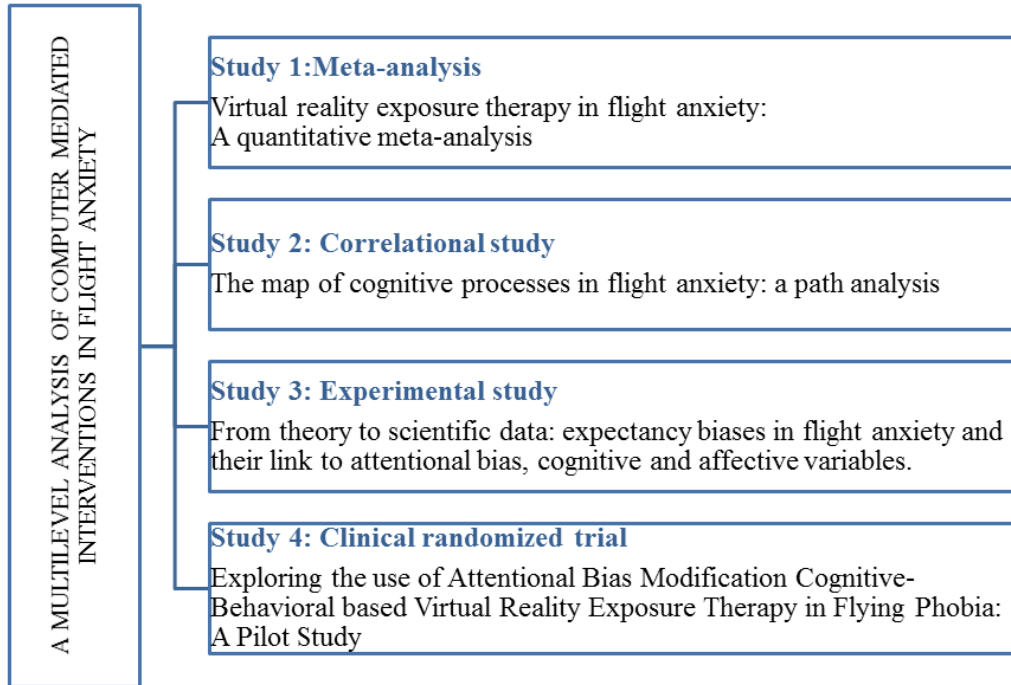 A MULTILEVEL ANALYSIS OF COMPUTER MEDIATED
INTERVENTIONS IN FLIGHT ANXIETY
Study 1:Meta-analysis
Virtual reality exposure therapy in flight anxiety:
A quantitative meta-analysis
Study 2: Correlational study
The map of cognitive processes in flight anxiety: a path analysis
Study 3: Experimental study
From theory to scientific data: expectancy biases in flight anxiety and
their link to attentional bias, cognitive and affective variables.
Study 4: Clinical randomized trial
Exploring the use of Attentional Bias Modification Cognitive-
Behavioral based Virtual Reality Exposure Therapy in Flying Phobia:
A Pilot Study